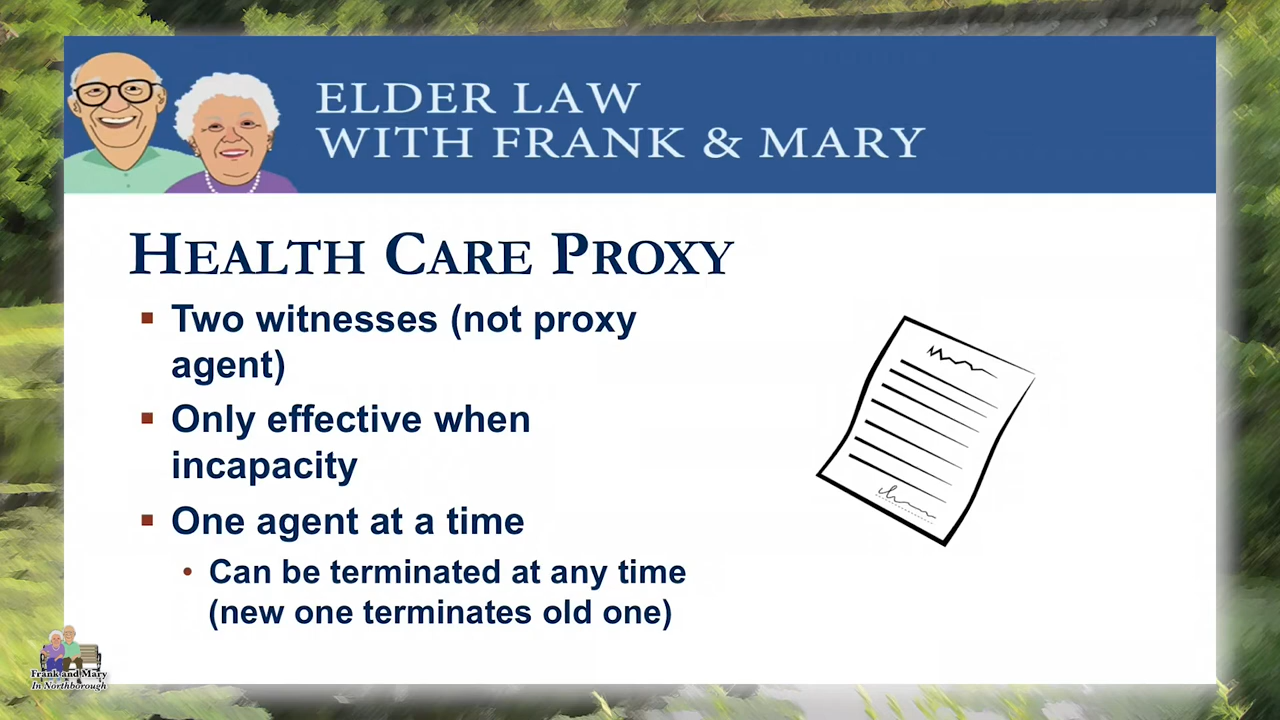 ELDER LAW
WITH FRANK & MARY
HEALTH CARE PROXY
▪ Two witnesses (not proxy
agent)
▪ Only effective when
incapacity
▪ One agent at a time
• Can be terminated at any time
(new one terminates old one)
Frank and Mary
In Northborough